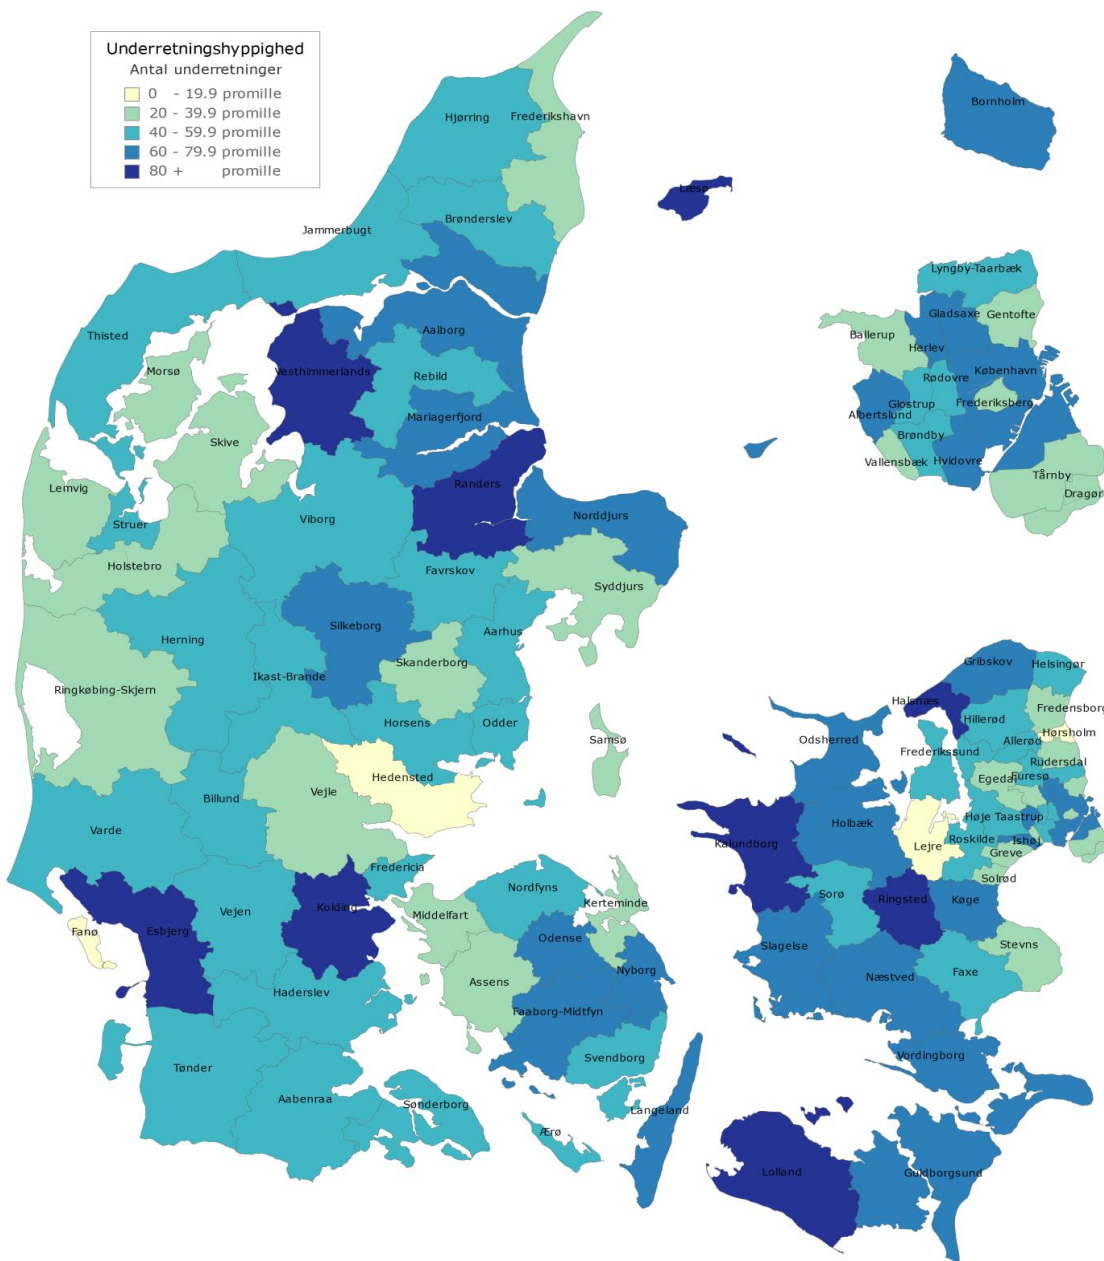 Underretningshyppighed
Antal underretninger
0 - 19.9 promille
20 - 39.9 promille
40 - 59.9 promille
60 - 79.9 promille
80 + promille
Bornholm
Hjørring
Frederikshavn
Læsø
Brønderslev
Jammerbugt
Lyngby-Taarbæk
Gladsaxe
Gentofte
Thisted
Aalborg
Ballerup
Herlev
Morsø
Vesthimmerlands
Rebild
København
Rødovre
Glostrup
Frederiksberg
Albertslund
Mariagerfjord
Brøndby
Skive
Vallensbæk
Hvidovre
Tårnby
Dragør
Randers
Lemvig
Norddjurs
Viborg
Struer
Holstebro
Favrskov
Syddjurs
Silkeborg
Aarhus
Herning
Skanderborg
Gribskov
Helsingør
Ikast-Brande
Ringkøbing-Skjern
Halsnæs
Fredensborg
Hillerød
Horsens
Odder
Samsø
Odsherred
Hørsholm
Allerød
Frederikssund
Rudersdal
Hedensted
Furesø
Egedal
Billund
Vejle
Høje Taastrup
Holbæk
Varde
Kalundborg
Roskilde
Ishøj
Lejre
Greve
Fredericia
Nordfyns
Solrød
Vejen
Kolding
Middelfart
Kerteminde
Sorø
Ringsted
Køge
Fanø
Esbjerg
Odense
Slagelse
Stevns
Nyborg
Næstved
Faxe
Assens
Haderslev
Faaborg-Midtfyn
Svendborg
Vordingborg
Tønder
Aabenraa
Sønderborg
Langeland
Ærø
Lolland
Guldborgsund